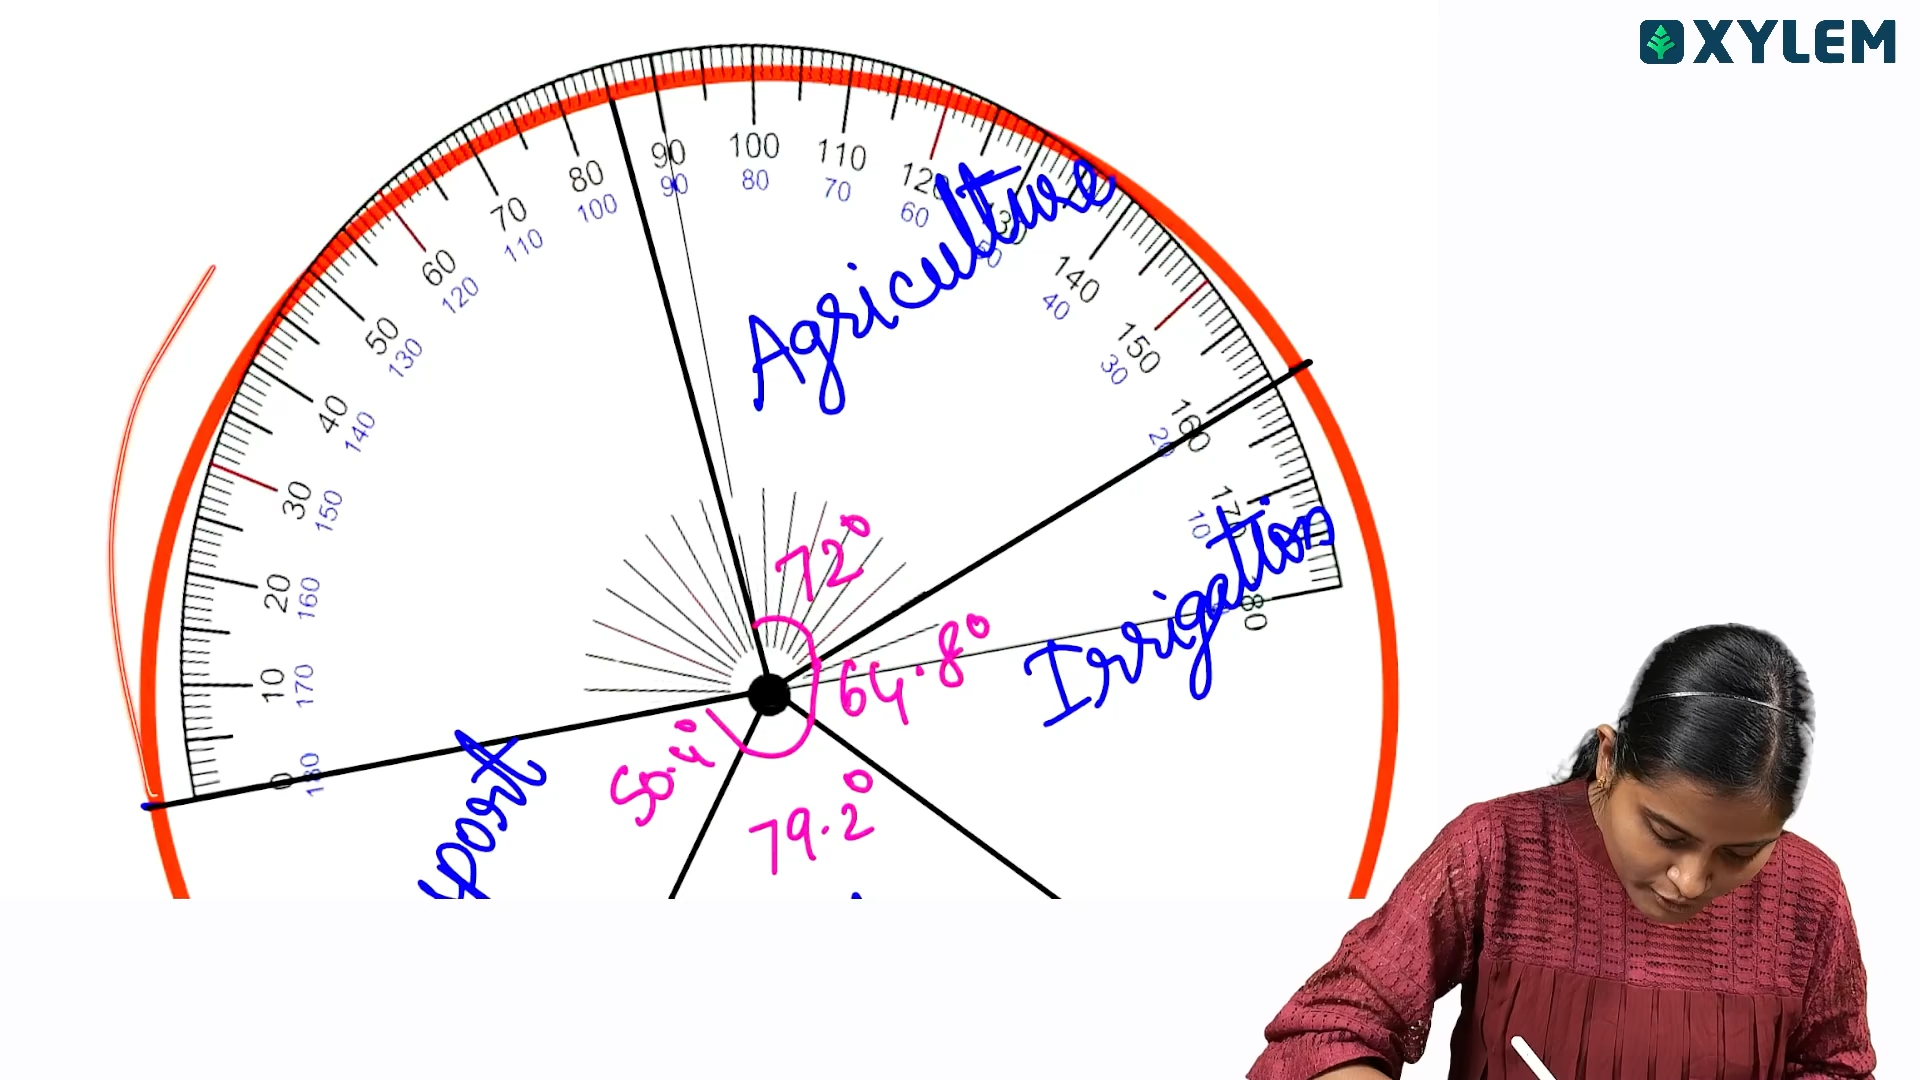 XYLEM
0 10 20 30 40 50 60 70 80 90 100 110 120 130 140 150 160 170 180
180 170 160 150 140 130 120 110 100 90 80 70 60 50 40 30 20 10
Agriculture
72°
64.8°
Irrigation
50.4°
79.2°
port